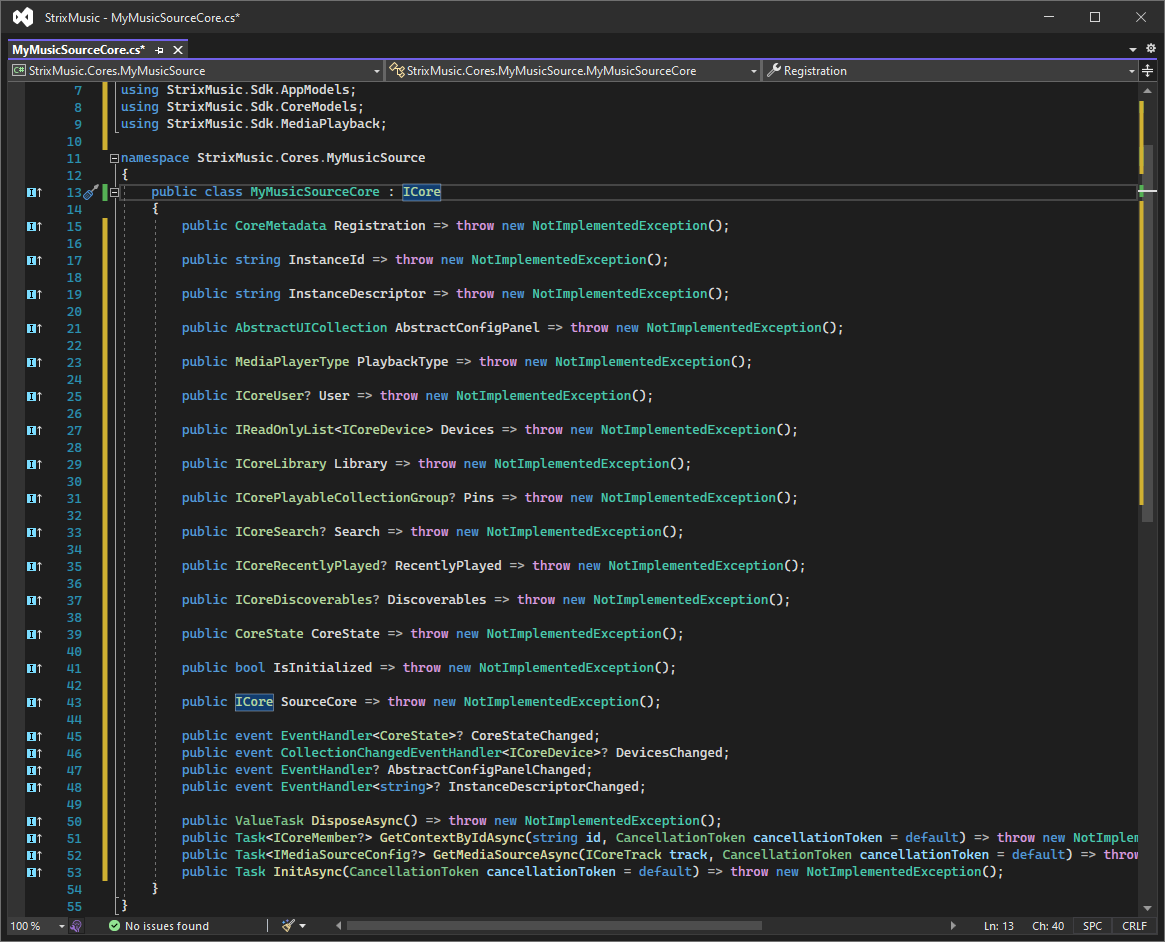 StrixMusic - MyMusicSourceCore.cs*
MyMusicSourceCore.cs*
C# StrixMusic.Cores.MyMusicSource StrixMusic.Cores.MyMusicSource.MyMusicSourceCore Registration
7 using StrixMusic.Sdk.AppModels;
8 using StrixMusic.Sdk.CoreModels;
9 using StrixMusic.Sdk.MediaPlayback;
10
11 namespace StrixMusic.Cores.MyMusicSource
12 {
13 public class MyMusicSourceCore : ICore
14 {
15 public CoreMetadata Registration => throw new NotImplementedException();
16
17 public string InstanceId => throw new NotImplementedException();
18
19 public string InstanceDescriptor => throw new NotImplementedException();
20
21 public AbstractUICollection AbstractConfigPanel => throw new NotImplementedException();
22
23 public MediaPlayerType PlaybackType => throw new NotImplementedException();
24
25 public ICoreUser? User => throw new NotImplementedException();
26
27 public IReadOnlyList<ICoreDevice> Devices => throw new NotImplementedException();
28
29 public ICoreLibrary Library => throw new NotImplementedException();
30
31 public ICorePlayableCollectionGroup? Pins => throw new NotImplementedException();
32
33 public ICoreSearch? Search => throw new NotImplementedException();
34
35 public ICoreRecentlyPlayed? RecentlyPlayed => throw new NotImplementedException();
36
37 public ICoreDiscoverables? Discoverables => throw new NotImplementedException();
38
39 public CoreState CoreState => throw new NotImplementedException();
40
41 public bool IsInitialized => throw new NotImplementedException();
42
43 public ICore SourceCore => throw new NotImplementedException();
44
45 public event EventHandler<CoreState>? CoreStateChanged;
46 public event CollectionChangedEventHandler<ICoreDevice>? DevicesChanged;
47 public event EventHandler? AbstractConfigPanelChanged;
48 public event EventHandler<string>? InstanceDescriptorChanged;
49
50 public ValueTask DisposeAsync() => throw new NotImplementedException();
51 public Task<ICoreMember?> GetContextByIdAsync(string id, CancellationToken cancellationToken = default) => throw new NotImplem
52 public Task<IMediaSourceConfig?> GetMediaSourceAsync(ICoreTrack track, CancellationToken cancellationToken = default) => throw
53 public Task InitAsync(CancellationToken cancellationToken = default) => throw new NotImplementedException();
54 }
55 }
100 % No issues found Ln: 13 Ch: 40 SPC CRLF